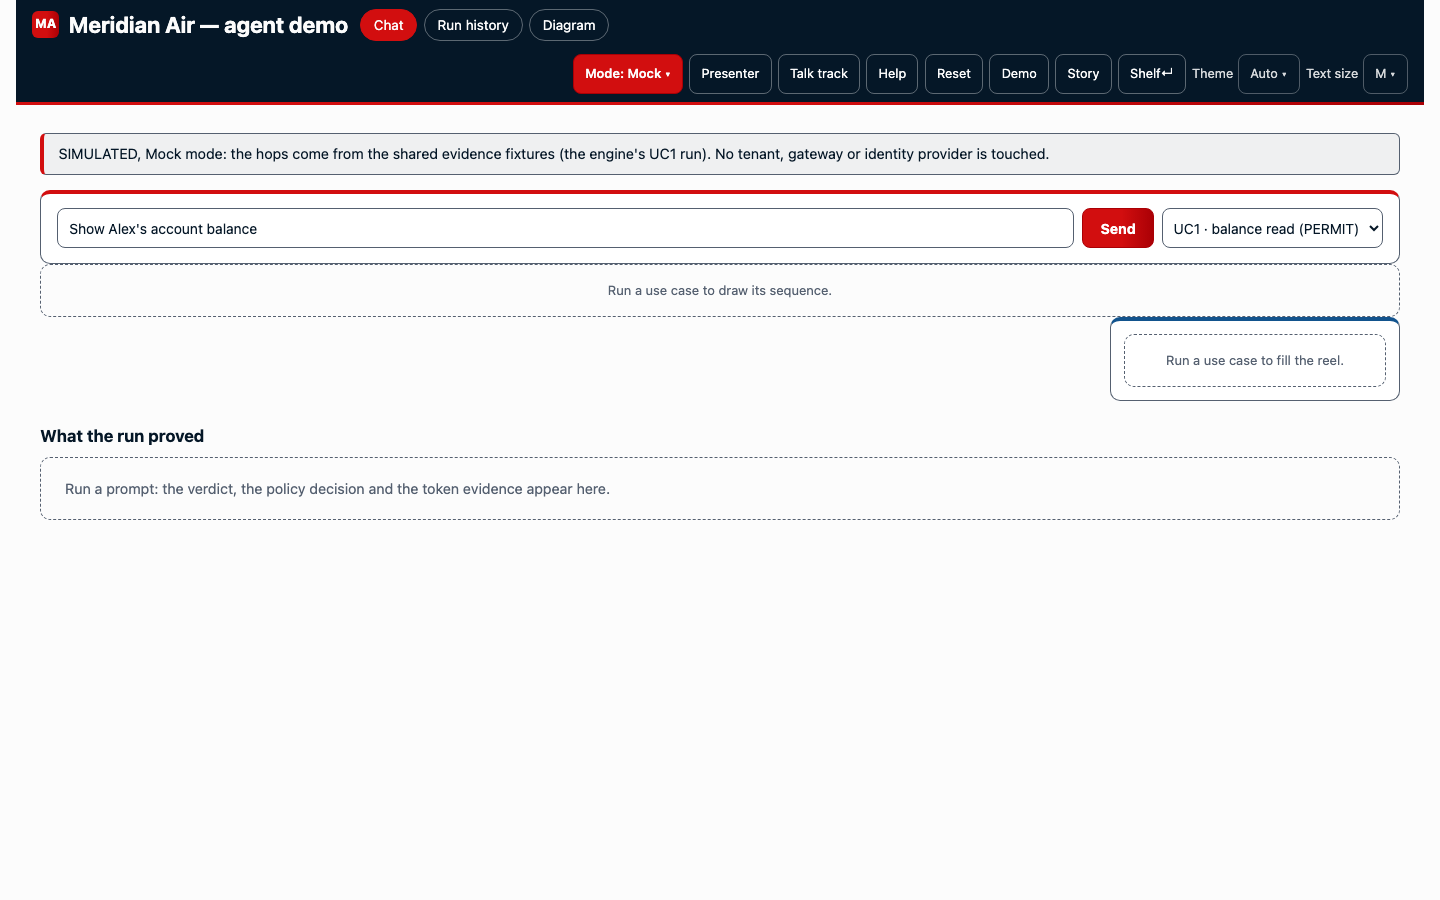 MA Meridian Air — agent demo Chat Run history Diagram
Mode: Mock ▾ Presenter Talk track Help Reset Demo Story Shelf↵ Theme Auto ▾ Text size M ▾
SIMULATED, Mock mode: the hops come from the shared evidence fixtures (the engine's UC1 run). No tenant, gateway or identity provider is touched.
Show Alex's account balance Send UC1 · balance read (PERMIT)
Run a use case to draw its sequence.
Run a use case to fill the reel.
What the run proved
Run a prompt: the verdict, the policy decision and the token evidence appear here.